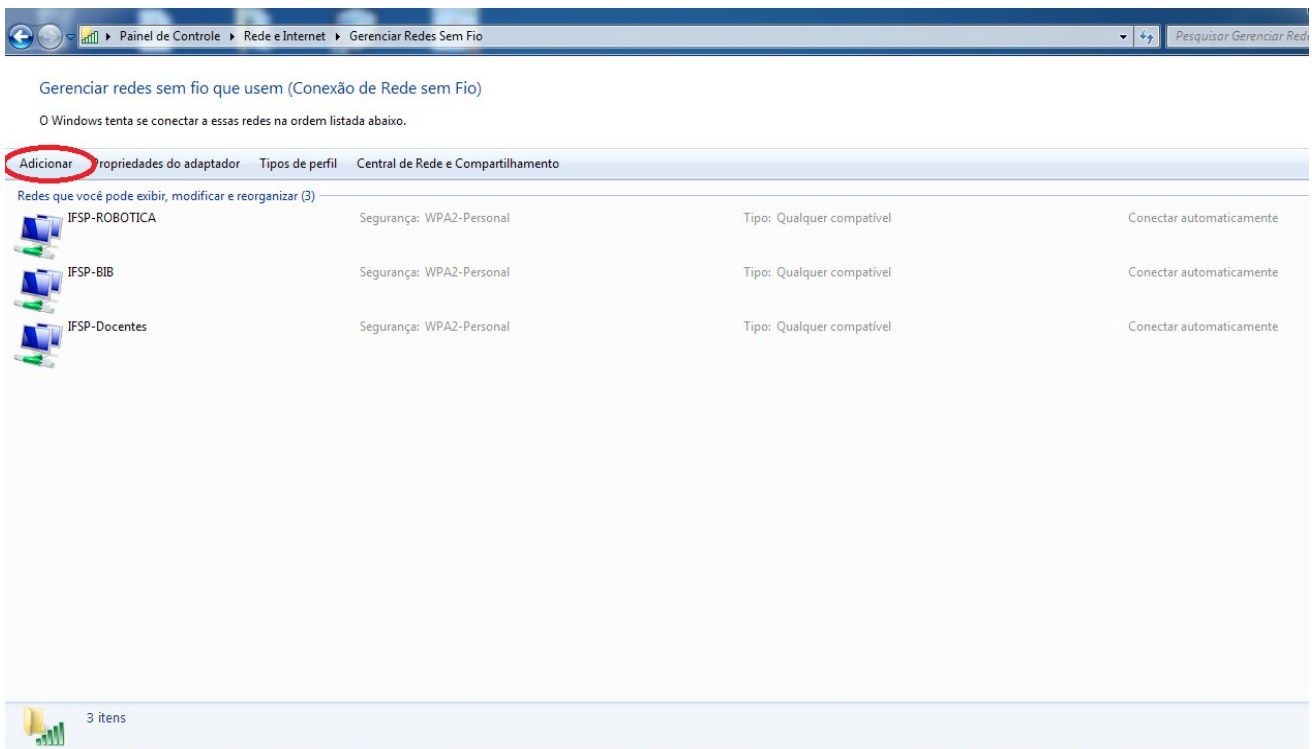 Painel de Controle ▸ Rede e Internet ▸ Gerenciar Redes Sem Fio
Pesquisar Gerenciar Rede
Gerenciar redes sem fio que usem (Conexão de Rede sem Fio)
O Windows tenta se conectar a essas redes na ordem listada abaixo.
Adicionar Propriedades do adaptador Tipos de perfil Central de Rede e Compartilhamento
Redes que você pode exibir, modificar e reorganizar (3)
IFSP-ROBOTICA Segurança: WPA2-Personal Tipo: Qualquer compatível Conectar automaticamente
IFSP-BIB Segurança: WPA2-Personal Tipo: Qualquer compatível Conectar automaticamente
IFSP-Docentes Segurança: WPA2-Personal Tipo: Qualquer compatível Conectar automaticamente
3 itens